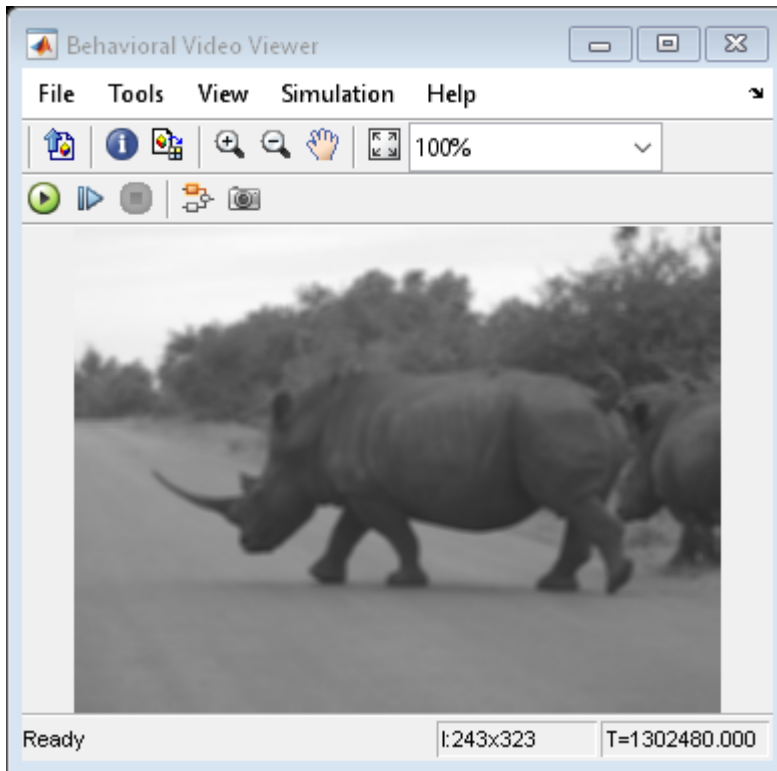 Behavioral Video Viewer
File Tools View Simulation Help
100%
Ready I:243x323 T=1302480.000